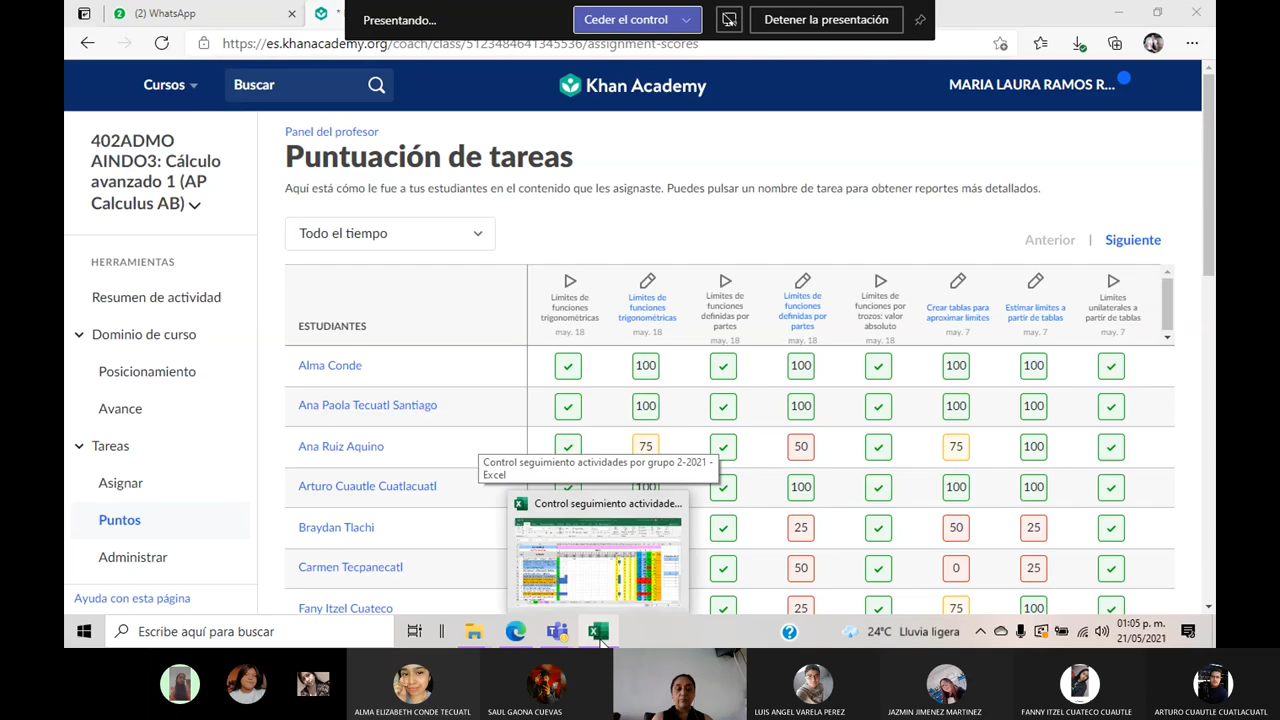 2 (2) WhatsApp
Presentando...
Ceder el control
Detener la presentación
https://es.khanacademy.org/coach/class/5123484641345536/assignment-scores
Cursos
Buscar
Khan Academy
MARIA LAURA RAMOS R...
402ADMO
AINDO3: Cálculo
avanzado 1 (AP
Calculus AB)
HERRAMIENTAS
Resumen de actividad
Dominio de curso
Posicionamiento
Avance
Tareas
Asignar
Puntos
Administrar
Ayuda con esta página
Panel del profesor
Puntuación de tareas
Aquí está cómo le fue a tus estudiantes en el contenido que les asignaste. Puedes pulsar un nombre de tarea para obtener reportes más detallados.
Todo el tiempo
Anterior | Siguiente
ESTUDIANTES
Límites de
funciones
trigonométricas
may. 18
Límites de
funciones
trigonométricas
may. 18
Límites de
funciones
definidas por
partes
may. 18
Límites de
funciones
definidas por
partes
may. 18
Límites de
funciones por
trozos: valor
absoluto
may. 18
Crear tablas para
aproximar límites
may. 7
Estimar límites a
partir de tablas
may. 7
Límites
unilaterales a
partir de tablas
may. 7
Alma Conde 100 100 100 100
Ana Paola Tecuatl Santiago 100 100 100 100
Ana Ruiz Aquino 75 50 75 100
Control seguimiento actividades por grupo 2-2021 -
Excel
Arturo Cuautle Cuatlacuatl 100 100 100 100
Control seguimiento actividade...
Braydan Tlachi 25 50 25
Carmen Tecpanecatl 50 0 25
Fany Itzel Cuateco 25 75 100
Escribe aquí para buscar
24°C Lluvia ligera
01:05 p. m.
21/05/2021
ALMA ELIZABETH CONDE TECUATL
SAUL GAONA CUEVAS
LUIS ANGEL VARELA PEREZ
JAZMIN JIMENEZ MARTINEZ
FANNY ITZEL CUATECO CUAUTLE
ARTURO CUAUTLE CUATLACUATL